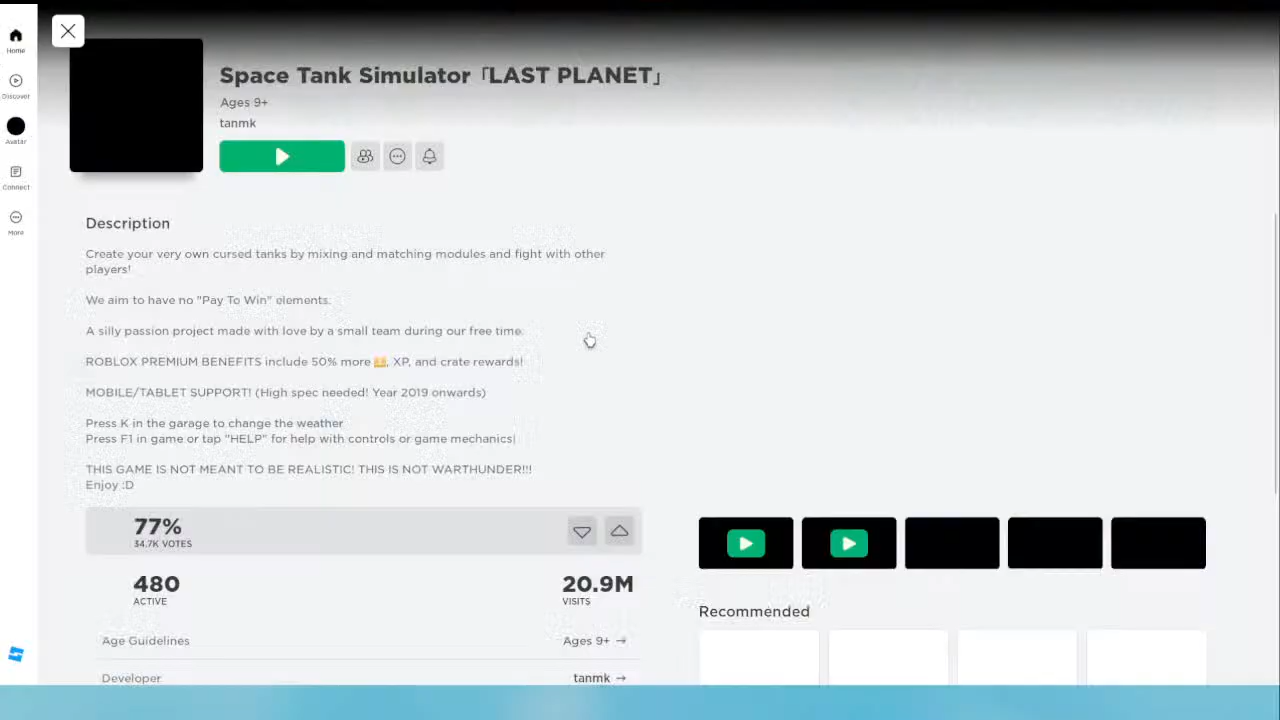 Home
Discover
Avatar
Connect
More
Space Tank Simulator 「LAST PLANET」
Ages 9+
tanmk
Description
Create your very own cursed tanks by mixing and matching modules and fight with other
players!
We aim to have no "Pay To Win" elements.
A silly passion project made with love by a small team during our free time.
ROBLOX PREMIUM BENEFITS include 50% more 👑, XP, and crate rewards!
MOBILE/TABLET SUPPORT! (High spec needed! Year 2019 onwards)
Press K in the garage to change the weather
Press F1 in game or tap "HELP" for help with controls or game mechanics|
THIS GAME IS NOT MEANT TO BE REALISTIC! THIS IS NOT WARTHUNDER!!!
Enjoy :D
77%
34.7K VOTES
480
ACTIVE
20.9M
VISITS
Age Guidelines
Ages 9+ →
Developer
tanmk →
Recommended